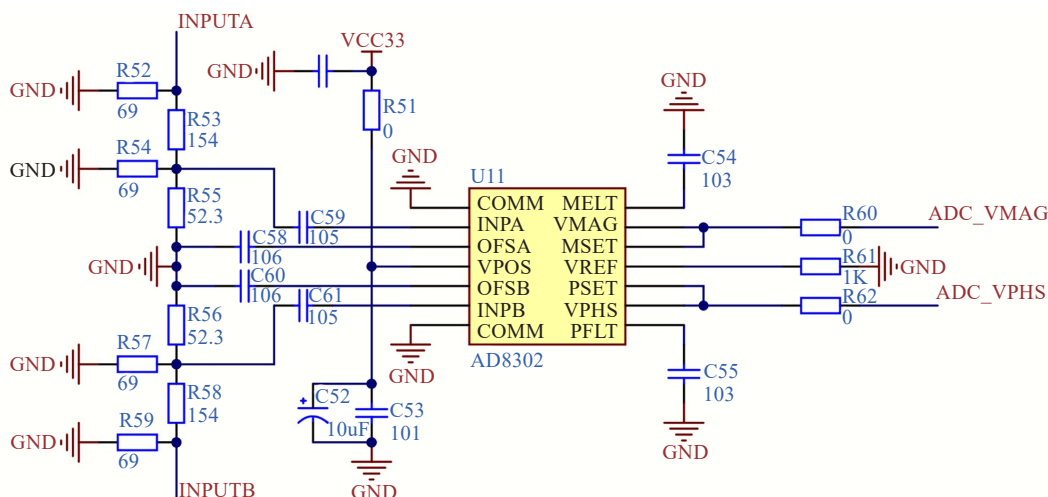 INPUTA
GND
R52
69
R53
154
GND
R54
69
R55
52.3
GND
C58
106
C59
105
C60
106
C61
105
R56
52.3
GND
R57
69
R58
154
GND
R59
69
INPUTB
GND
VCC33
R51
0
GND
GND
C52
10uF
C53
101
GND
U11
COMM MELT
INPA VMAG
OFSA MSET
VPOS VREF
OFSB PSET
INPB VPHS
COMM PFLT
AD8302
GND
C54
103
C55
103
GND
R60
0
ADC_VMAG
R61
1K
GND
R62
0
ADC_VPHS